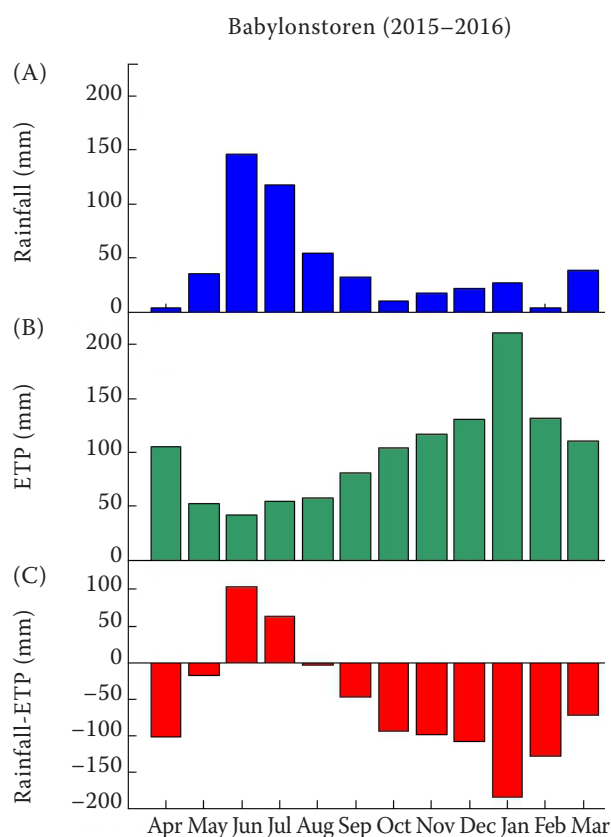 Babylonstoren (2015–2016)
(A)
Rainfall (mm)
200
150
100
50
0
(B)
ETP (mm)
200
150
100
50
0
(C)
Rainfall-ETP (mm)
100
50
0
−50
−100
−150
−200
Apr May Jun Jul Aug Sep Oct Nov Dec Jan Feb Mar